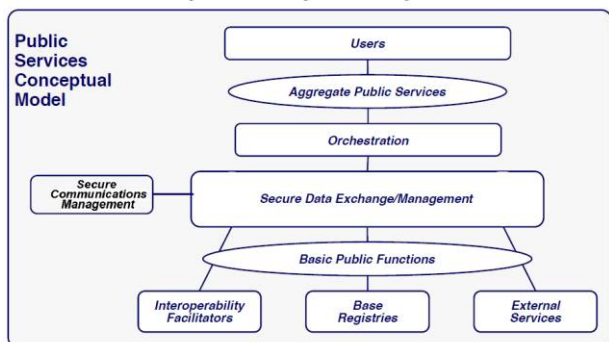 Public
Services
Conceptual
Model
Users
Aggregate Public Services
Orchestration
Secure
Communications
Management
Secure Data Exchange/Management
Basic Public Functions
Interoperability
Facilitators
Base
Registries
External
Services